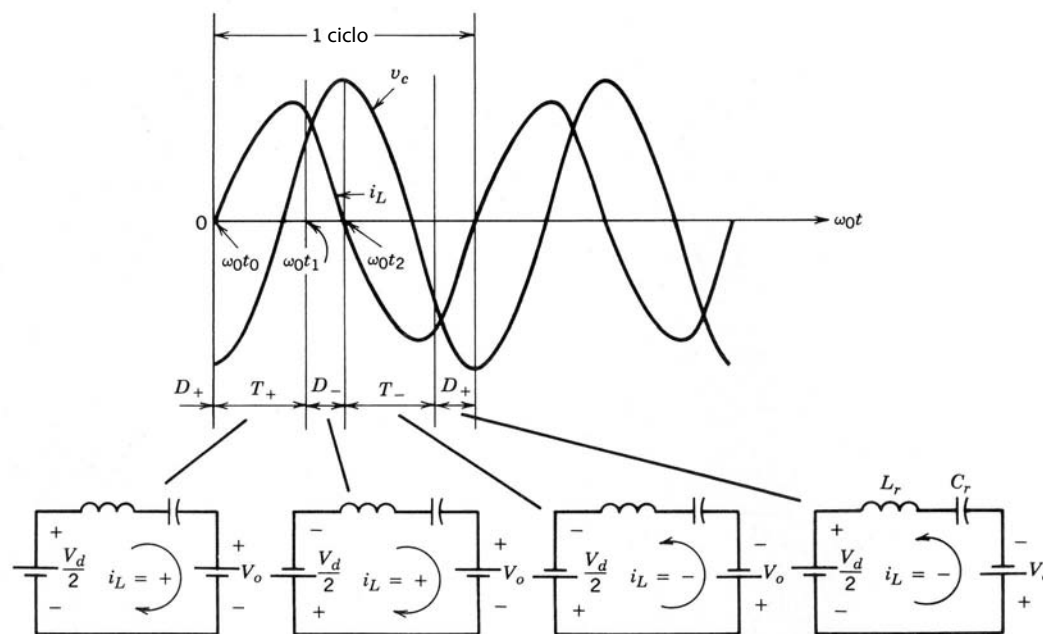 1 ciclo
v_c
i_L
0
ω₀t
ω₀t₀
ω₀t₁
ω₀t₂
D₊ T₊ D₋ T₋ D₊
L_r C_r
+ V_d/2 − i_L = + + V_o −
− V_d/2 + i_L = + + V_o −
− V_d/2 + i_L = − − V_o +
+ V_d/2 − i_L = − − V +